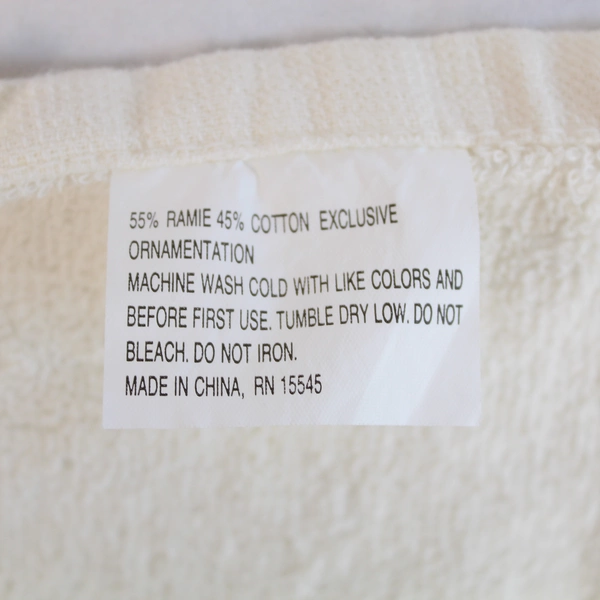 55% RAMIE 45% COTTON EXCLUSIVE
ORNAMENTATION
MACHINE WASH COLD WITH LIKE COLORS AND
BEFORE FIRST USE. TUMBLE DRY LOW. DO NOT
BLEACH. DO NOT IRON.
MADE IN CHINA, RN 15545